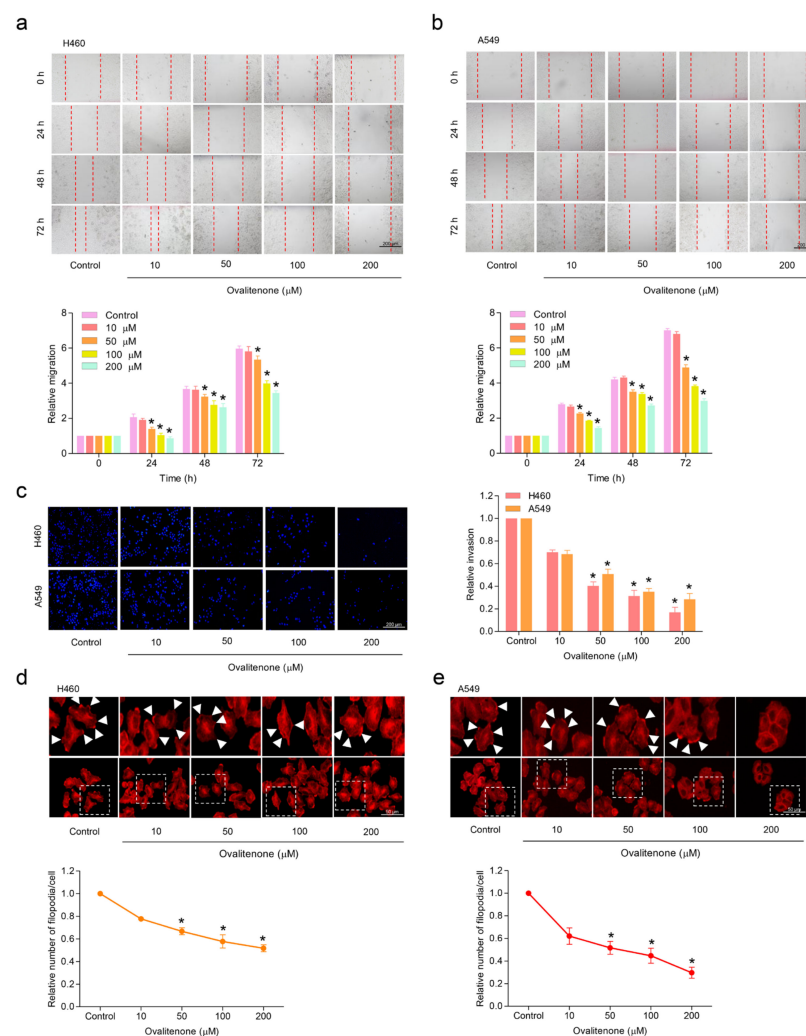 a
H460
0 h
24 h
48 h
72 h
200 μm
Control
10
50
100
200
Ovalitenone (μM)
Relative migration
8
6
4
2
0
Control
10 μM
50 μM
100 μM
200 μM
* * *
* * *
* * *
0
24
48
72
Time (h)
b
A549
0 h
24 h
48 h
72 h
Control
10
50
100
200
Ovalitenone (μM)
Relative migration
8
6
4
2
0
Control
10 μM
50 μM
100 μM
200 μM
* * *
* * *
* * *
0
24
48
72
Time (h)
c
H460
A549
200 μm
Control
10
50
100
200
Ovalitenone (μM)
Relative invasion
1.2
1.0
0.8
0.6
0.4
0.2
0.0
H460
A549
* *
* *
* *
Control
10
50
100
200
Ovalitenone (μM)
d
H460
50 μm
Control
10
50
100
200
Ovalitenone (μM)
Relative number of filopodia/cell
1.2
1.0
0.8
0.6
0.4
0.2
0.0
* * *
Control
10
50
100
200
Ovalitenone (μM)
e
A549
50 μm
Control
10
50
100
200
Ovalitenone (μM)
Relative number of filopodia/cell
1.2
1.0
0.8
0.6
0.4
0.2
0.0
* * *
Control
10
50
100
200
Ovalitenone (μM)